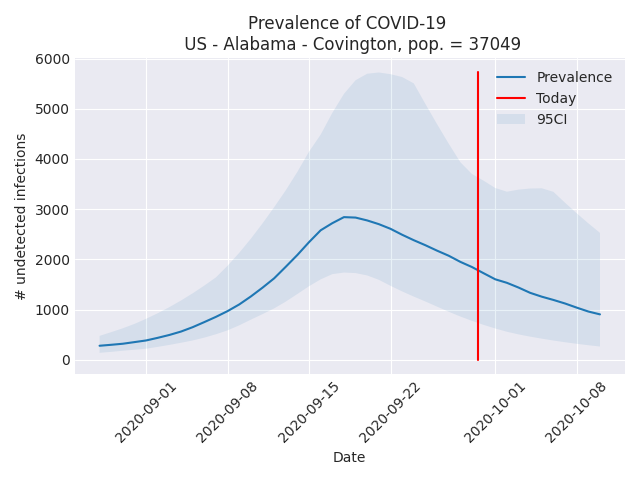 Prevalence of COVID-19
US - Alabama - Covington, pop. = 37049
Prevalence
Today
95CI
# undetected infections
6000
5000
4000
3000
2000
1000
0
2020-09-01
2020-09-08
2020-09-15
2020-09-22
2020-10-01
2020-10-08
Date